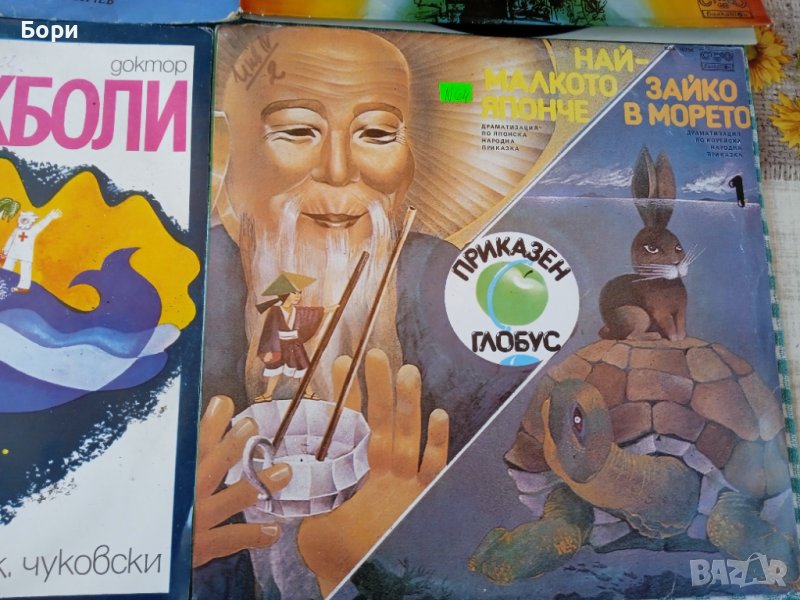 Бори
доктор
ХБОЛИ
К. ЧУКОВСКИ
НАЙ-
МАЛКОТО
ЯПОНЧЕ
ДРАМАТИЗАЦИЯ
ПО ЯПОНСКА
НАРОДНА
ПРИКАЗКА
ЗАЙКО
В МОРЕТО
ДРАМАТИЗАЦИЯ
ПО КОРЕЙСКА
НАРОДНА
ПРИКАЗКА
1
ПРИКАЗЕН
ГЛОБУС
BAZAR